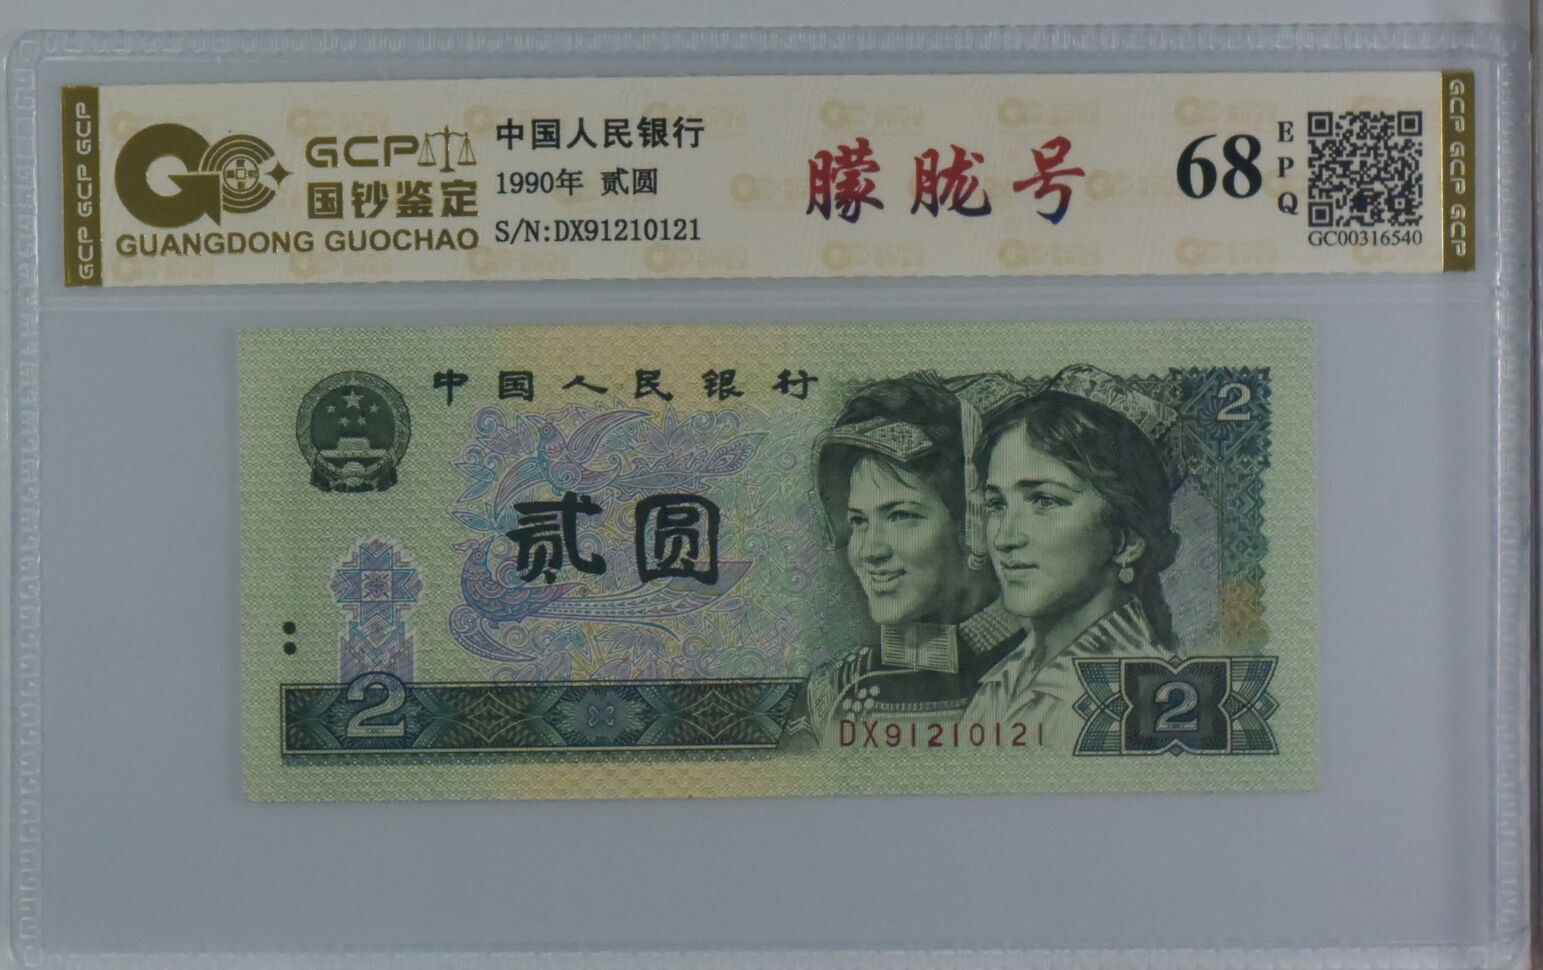 GCP GCP GCP
GCP
国钞鉴定
GUANGDONG GUOCHAO
中国人民银行
1990年 贰圆
S/N:DX91210121
朦胧号
68
EPQ
GC00316540
GCP GCP GCP
中国人民银行
2
贰圆
2
DX91210121
2